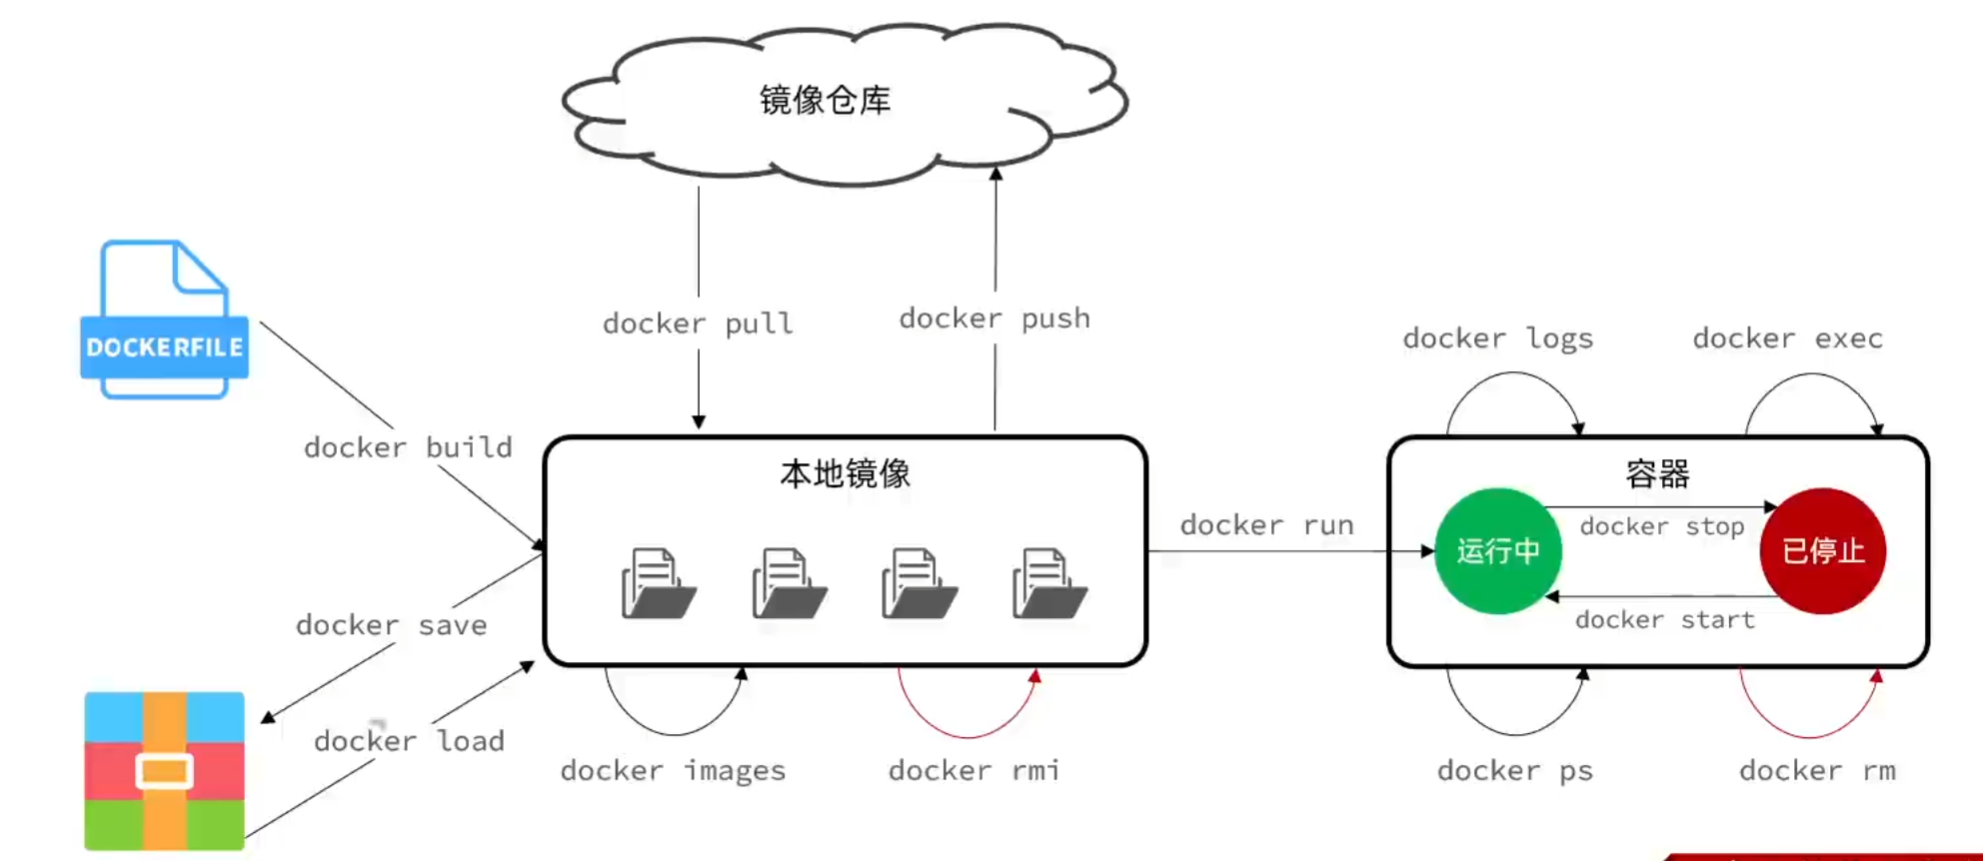 镜像仓库
docker pull
docker push
DOCKERFILE
docker build
docker save
docker load
本地镜像
docker images
docker rmi
docker run
docker logs
docker exec
容器
运行中
docker stop
已停止
docker start
docker ps
docker rm